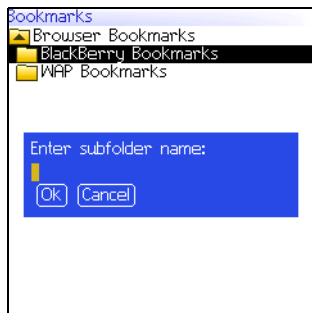 Bookmarks
Browser Bookmarks
BlackBerry Bookmarks
WAP Bookmarks
Enter subfolder name:
Ok Cancel